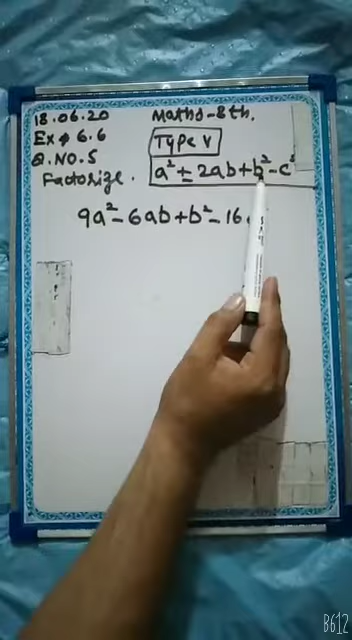 18.06.20 Maths-8th.
Ex 6.6 Type V
Q.NO.5 a² ± 2ab+b²-c²
Factorize.
9a²-6ab+b²-16
B612